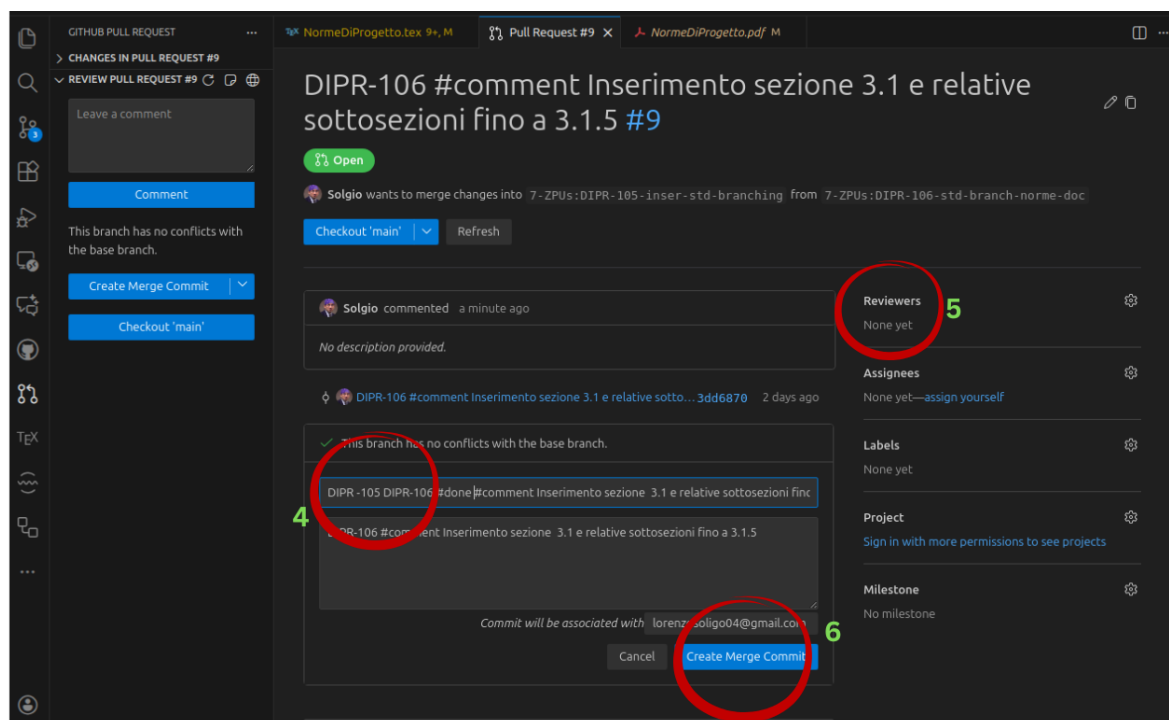 GITHUB PULL REQUEST ...
CHANGES IN PULL REQUEST #9
REVIEW PULL REQUEST #9
Leave a comment
Comment
This branch has no conflicts with
the base branch.
Create Merge Commit
Checkout 'main'
TEX NormeDiProgetto.tex 9+, M
Pull Request #9
NormeDiProgetto.pdf M
DIPR-106 #comment Inserimento sezione 3.1 e relative
sottosezioni fino a 3.1.5 #9
Open
Solgio wants to merge changes into 7-ZPUs:DIPR-105-inser-std-branching from 7-ZPUs:DIPR-106-std-branch-norme-doc
Checkout 'main'
Refresh
Solgio commented a minute ago
No description provided.
DIPR-106 #comment Inserimento sezione 3.1 e relative sotto... 3dd6870 2 days ago
This branch has no conflicts with the base branch.
DIPR -105 DIPR-106 #done #comment Inserimento sezione 3.1 e relative sottosezioni fino
4
DIPR-106 #comment Inserimento sezione 3.1 e relative sottosezioni fino a 3.1.5
Commit will be associated with lorenzosoligo04@gmail.com
6
Cancel
Create Merge Commit
Reviewers
5
None yet
Assignees
None yet—assign yourself
Labels
None yet
Project
Sign in with more permissions to see projects
Milestone
No milestone
3
TEX